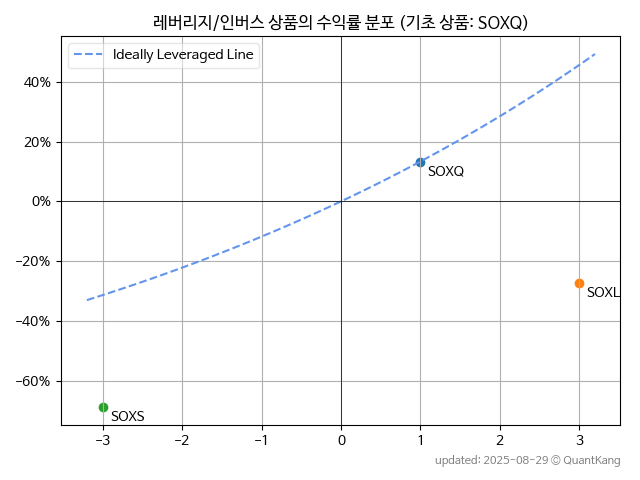 레버리지/인버스 상품의 수익률 분포 (기초 상품: SOXQ)
Ideally Leveraged Line
40%
20%
0%
−20%
−40%
−60%
SOXQ
SOXL
SOXS
−3
−2
−1
0
1
2
3
updated: 2025-08-29 © QuantKang